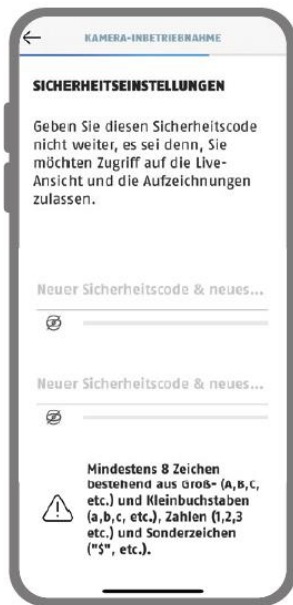 KAMERA-INBETRIEBNAHME
SICHERHEITSEINSTELLUNGEN
Geben Sie diesen Sicherheitscode
nicht weiter, es sei denn, Sie
möchten Zugriff auf die Live-
Ansicht und die Aufzeichnungen
zulassen.
Neuer Sicherheitscode & neues...
Neuer Sicherheitscode & neues...
Mindestens 8 Zeichen
bestehend aus Groß- (A,B,C,
etc.) und Kleinbuchstaben
(a,b,c, etc.), Zahlen (1,2,3
etc.) und Sonderzeichen
("$", etc.).